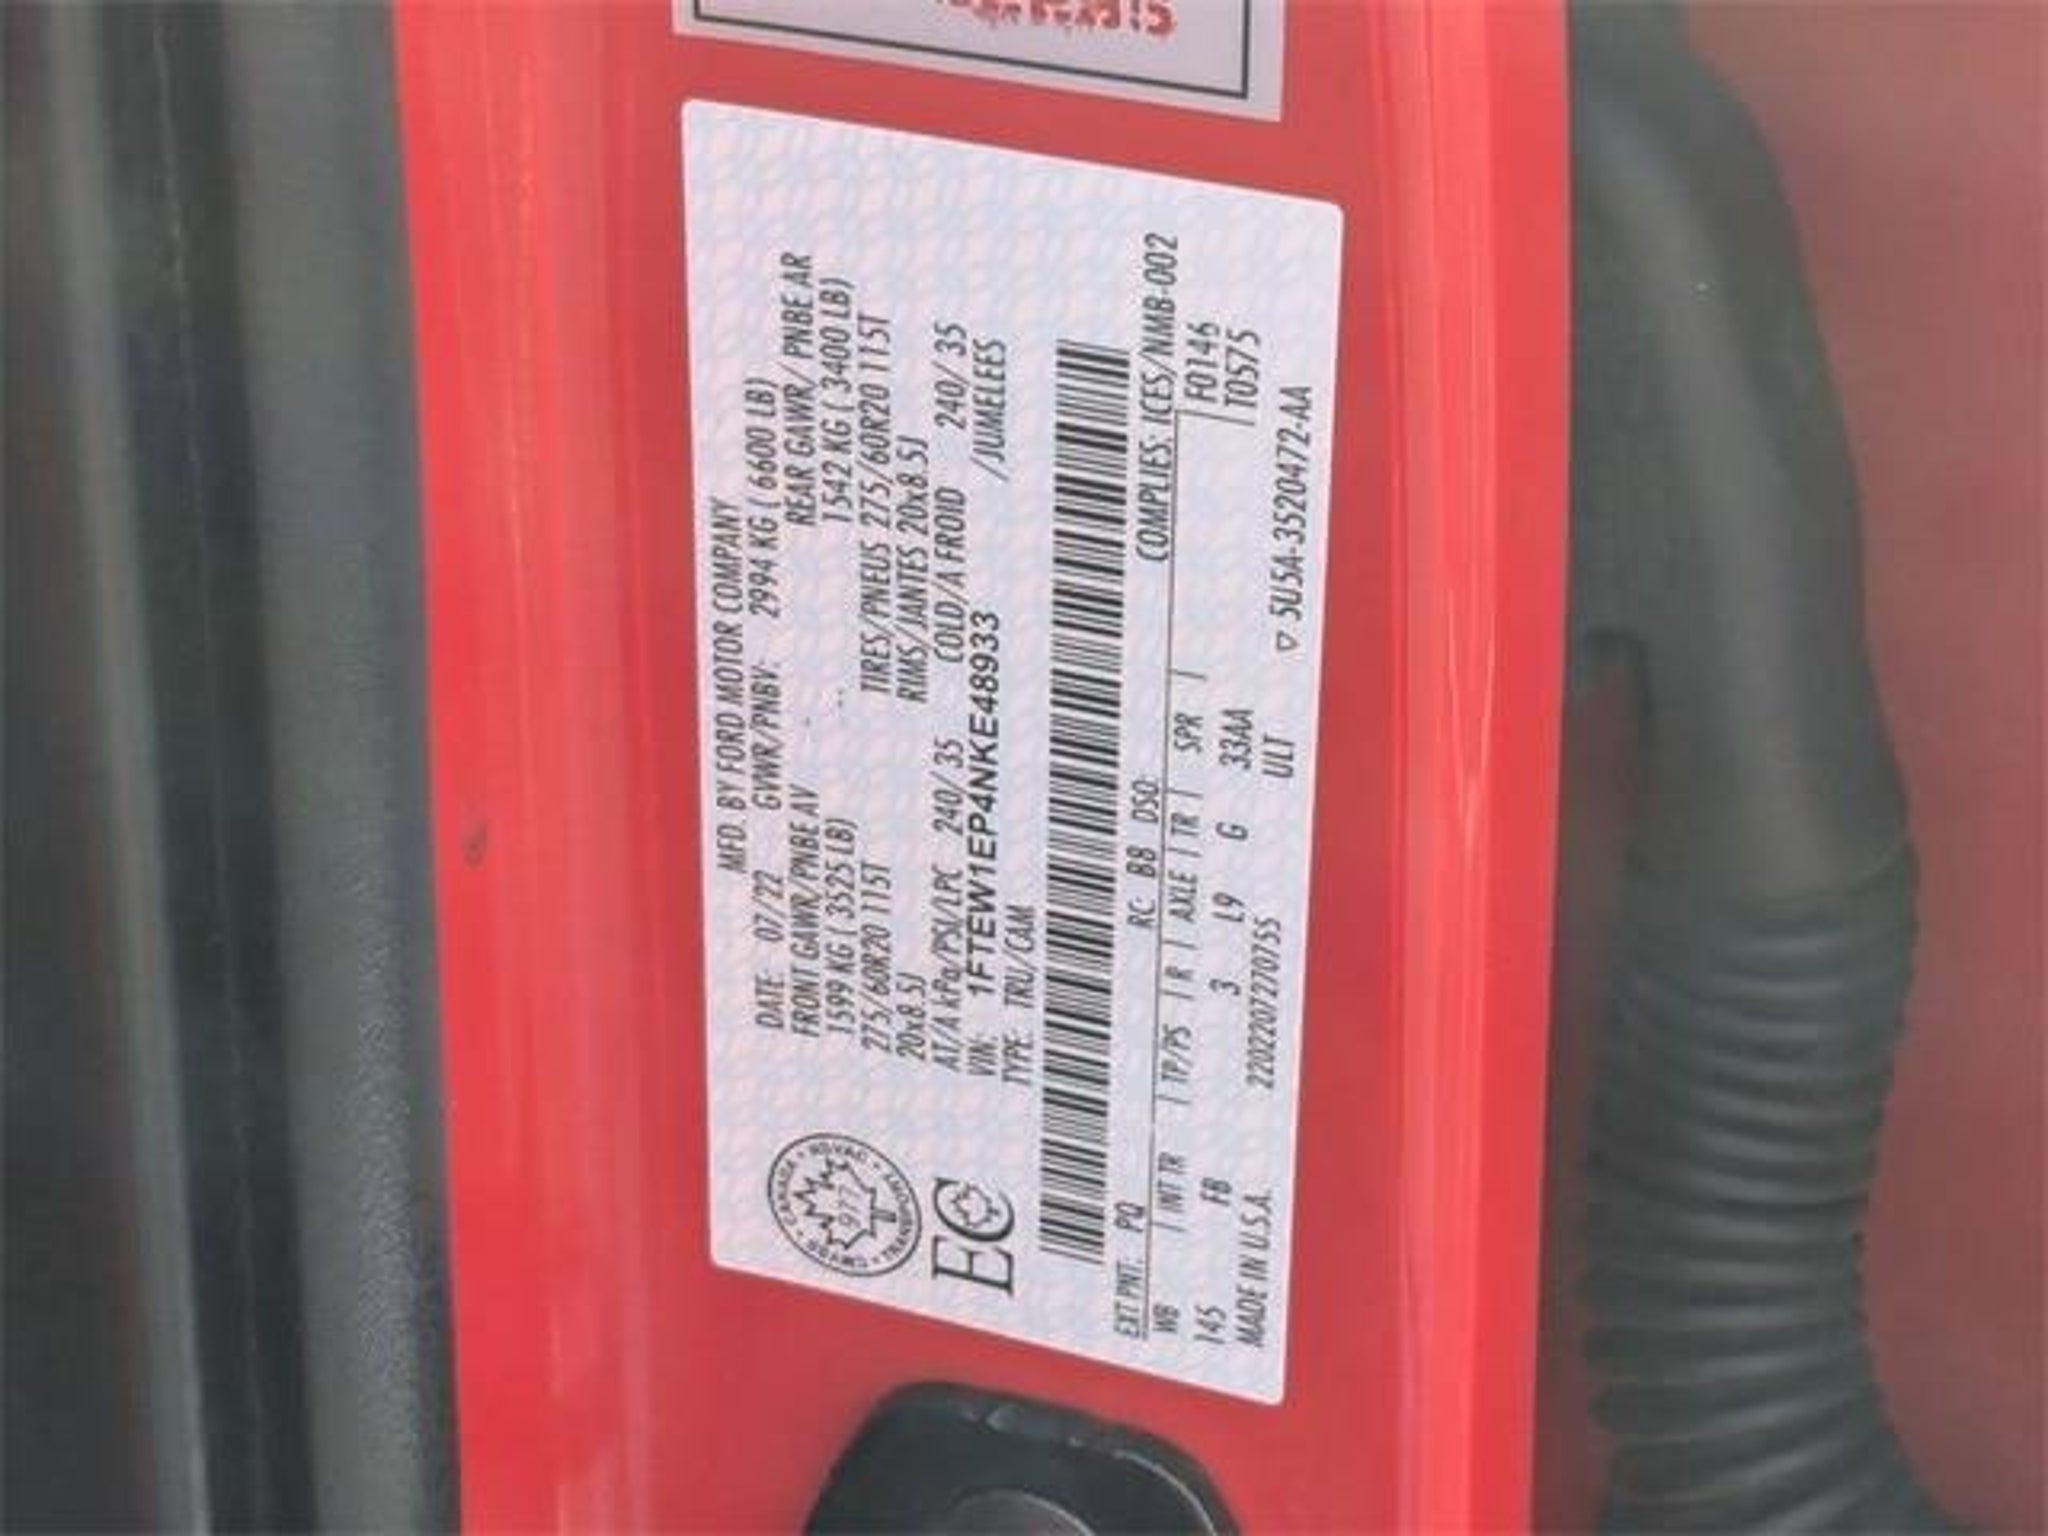 MFD. BY FORD MOTOR COMPANY
DATE 07/22 GVWR/PNBV: 2994 KG ( 6600 LB)
FRONT GAWR/PNBE AV REAR GAWR/ PNBE AR
1599 KG ( 3525 LB) 1542 KG ( 3400 LB)
275/60R20 115T TIRES/PNEUS 275/60R20 115T
20x8.5J RIMS/JANTES 20x8.5J
AT/A kPa/PSI/LPC 240/35 COLD/A FROID 240/35
VIN: 1FTEW1EP4NKE48933 /JUMELEES
TYPE: TRU/CAM
977
CANADA
EC
EXT PNT: PQ RC: B8 DSO: COMPLIES: ICES/NMB-002
WB | INT TR | TP/PS | R | AXLE | TR | SPR | F0146
145 FB 3 L9 G 33AA T0575
MADE IN U.S.A. 220220727270755 ULT
▽ 5U5A-3520472-AA